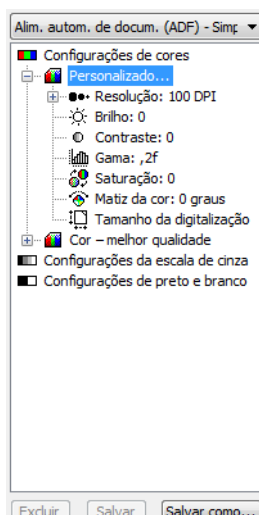 Alim. autom. de docum. (ADF) - Simp
Configurações de cores
Personalizado...
Resolução: 100 DPI
Brilho: 0
Contraste: 0
Gama: ,2f
Saturação: 0
Matiz da cor: 0 graus
Tamanho da digitalização
Cor – melhor qualidade
Configurações da escala de cinza
Configurações de preto e branco
Excluir Salvar Salvar como...